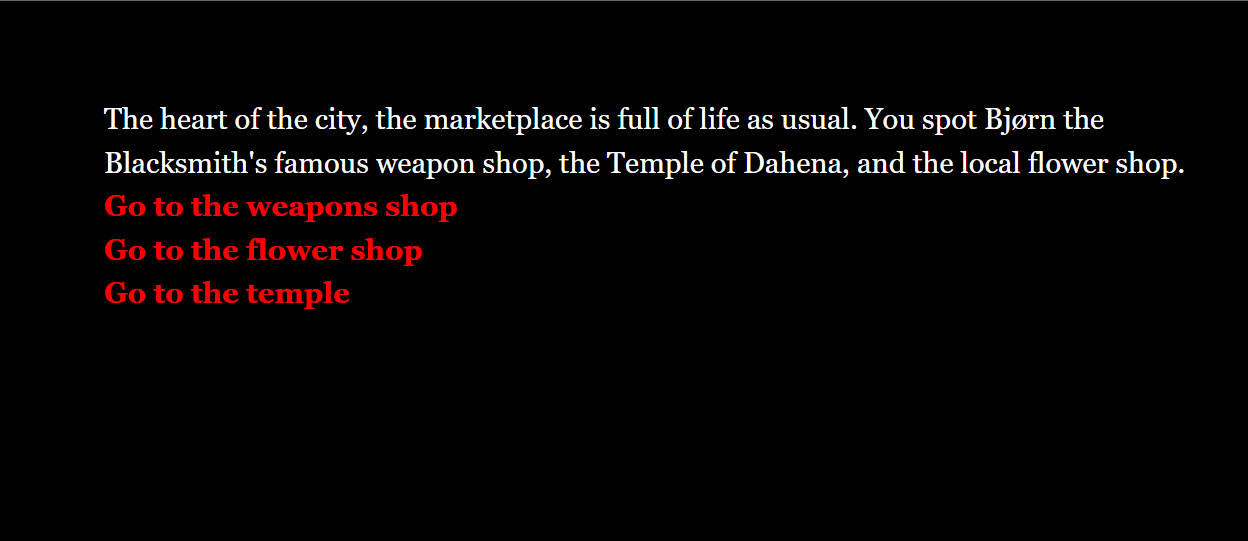 The heart of the city, the marketplace is full of life as usual. You spot Bjørn the
Blacksmith's famous weapon shop, the Temple of Dahena, and the local flower shop.
Go to the weapons shop
Go to the flower shop
Go to the temple